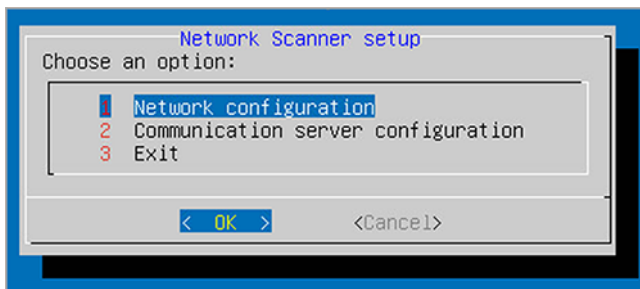 Network Scanner setup
Choose an option:
1 Network configuration
2 Communication server configuration
3 Exit
< OK > <Cancel>